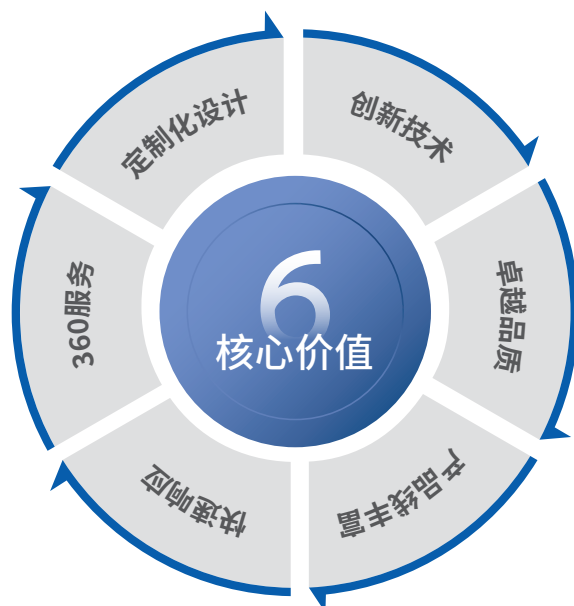 6
核心价值
创新技术
卓越品质
产品线丰富
快速响应
360服务
定制化设计